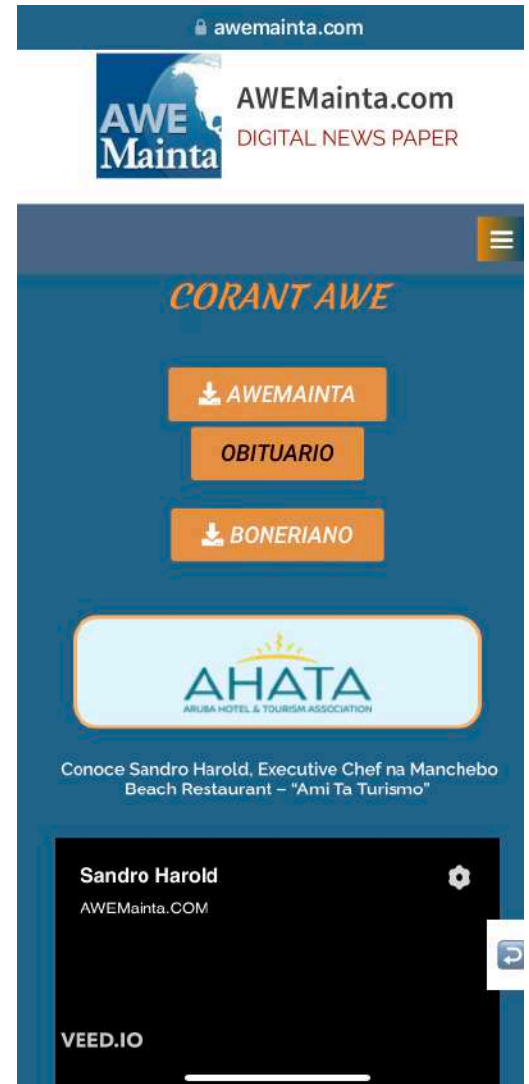 awemainta.com
AWE
Mainta
AWEMainta.com
DIGITAL NEWS PAPER
CORANT AWE
AWEMAINTA
OBITUARIO
BONERIANO
AHATA
ARUBA HOTEL & TOURISM ASSOCIATION
Conoce Sandro Harold, Executive Chef na Manchebo
Beach Restaurant – “Ami Ta Turismo”
Sandro Harold
AWEMainta.COM
VEED.IO